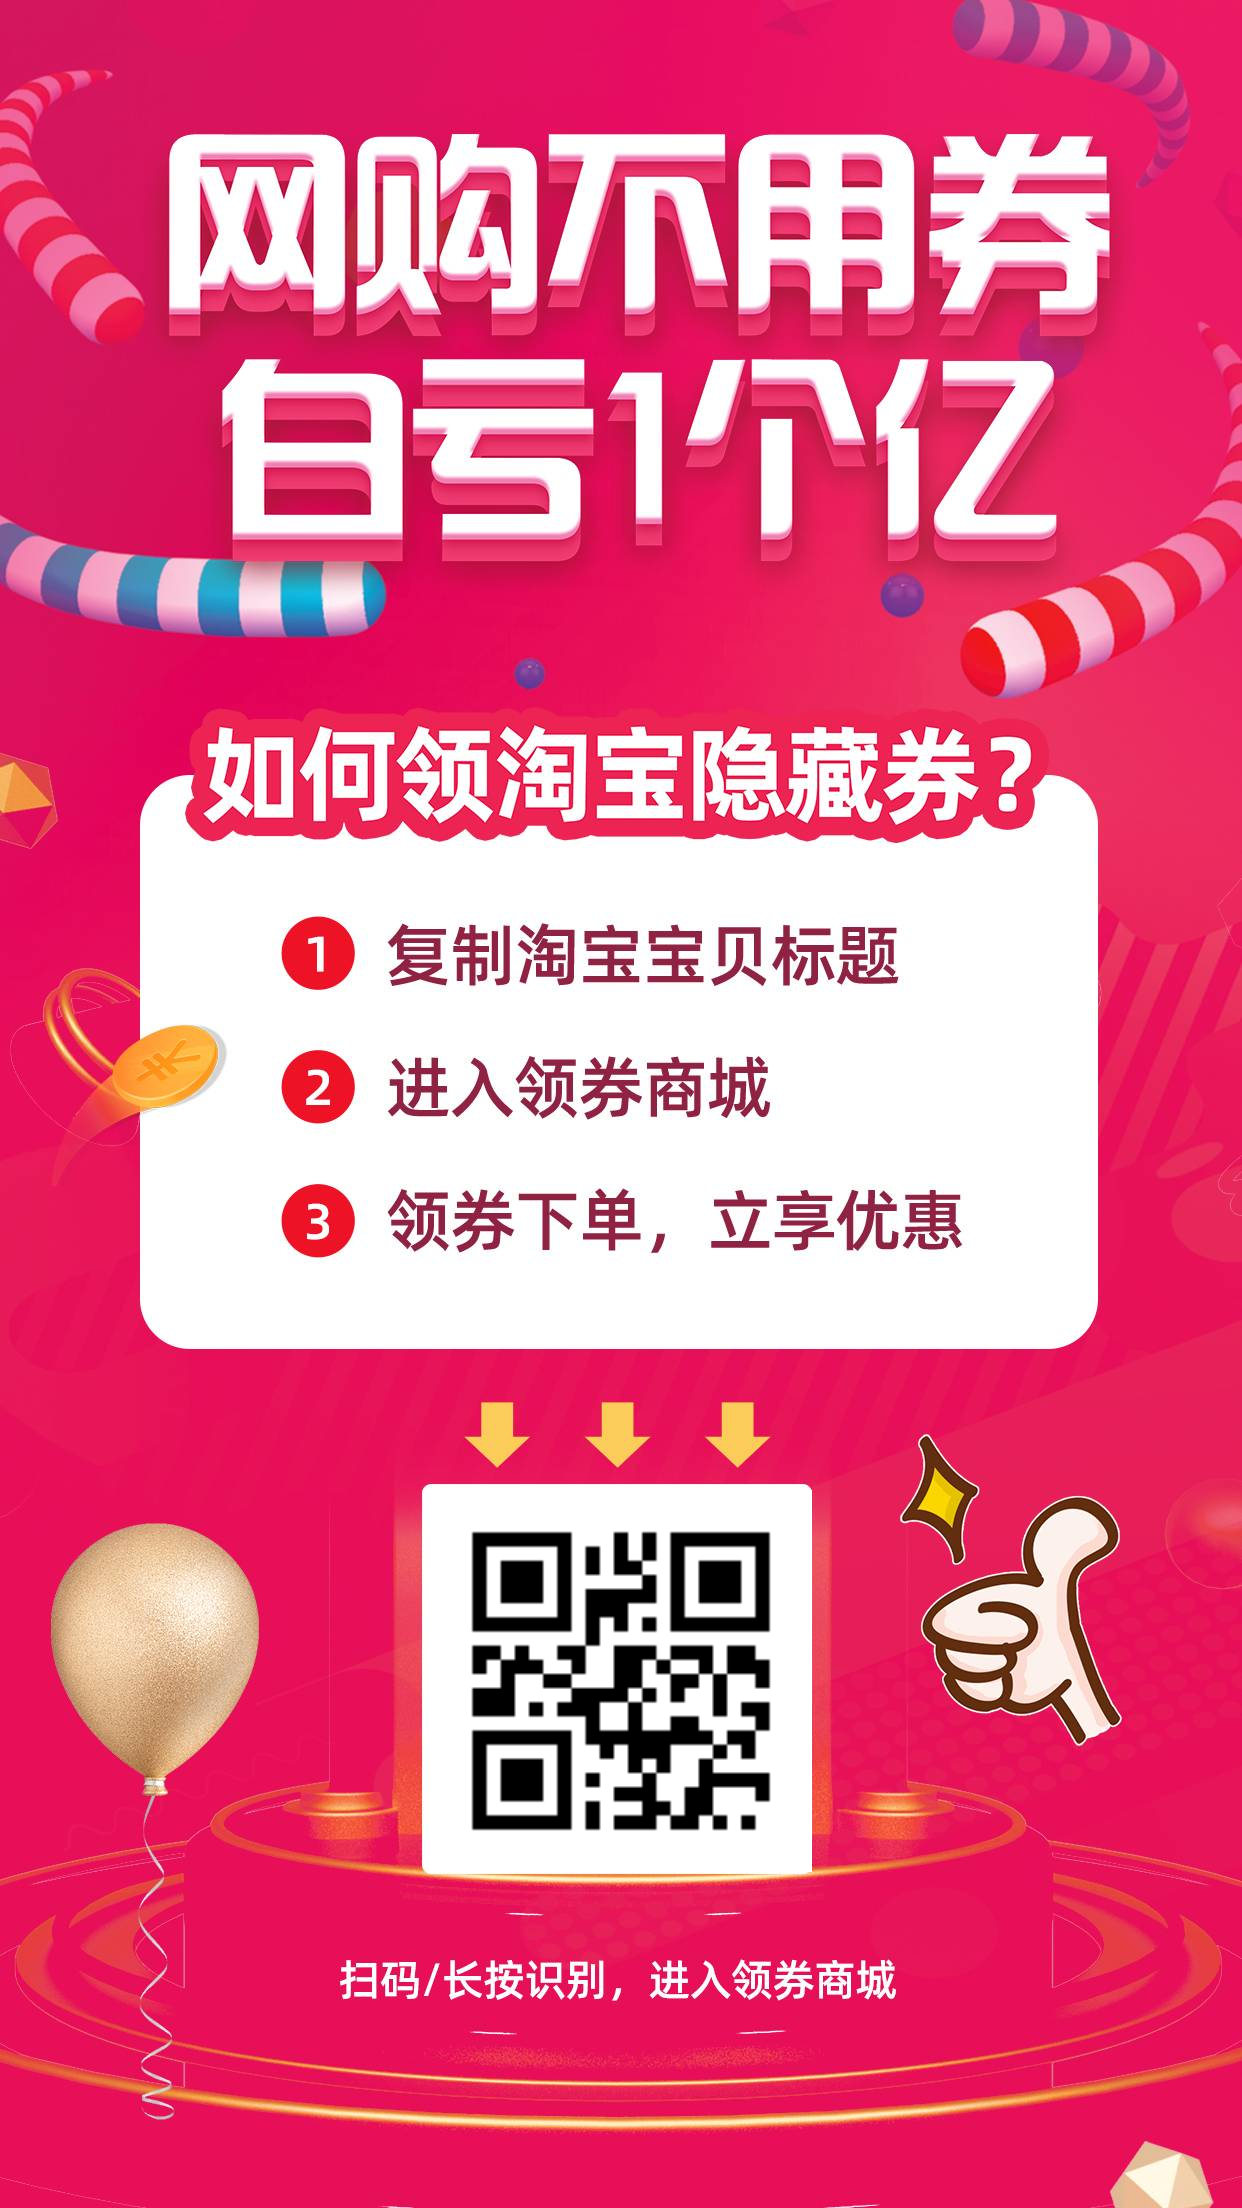 网购不用券
白亏1个亿
如何领淘宝隐藏券？
1 复制淘宝宝贝标题
2 进入领券商城
3 领券下单，立享优惠
扫码/长按识别，进入领券商城